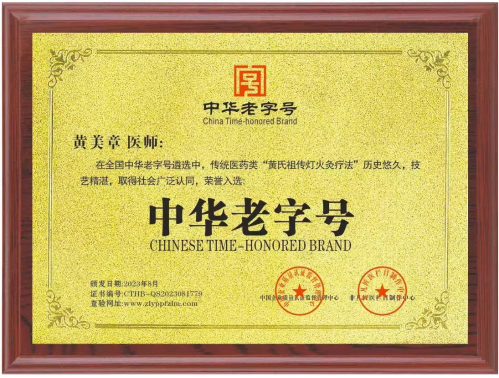 中华老字号
China Time-honored Brand
黄美章 医师:
在全国中华老字号遴选中,传统医药类“黄氏祖传灯火灸疗法”历史悠久,技
艺精湛,取得社会广泛认同,荣誉入选:
中华老字号
CHINESE TIME-HONORED BRAND
颁发日期:2023年8月
证书编号:CTHB-QS2023081779
查验网址:www.zlyppzhm.com